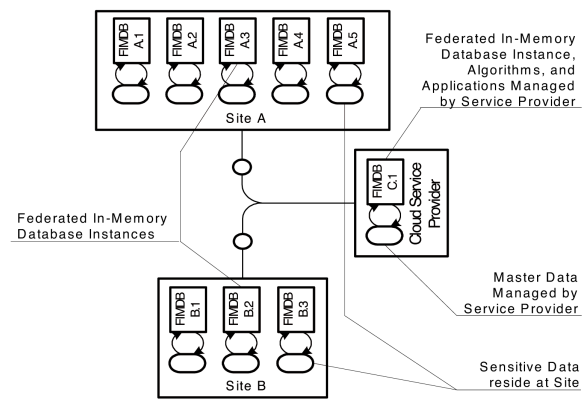 FIMDB
A.1
FIMDB
A.2
FIMDB
A.3
FIMDB
A.4
FIMDB
A.5
Site A
Federated In-Memory
Database Instance,
Algorithms, and
Applications Managed
by Service Provider
FIMDB
C.1
Cloud Service
Provider
Federated In-Memory
Database Instances
Master Data
Managed by
Service Provider
FIMDB
B.1
FIMDB
B.2
FIMDB
B.3
Site B
Sensitive Data
reside at Site